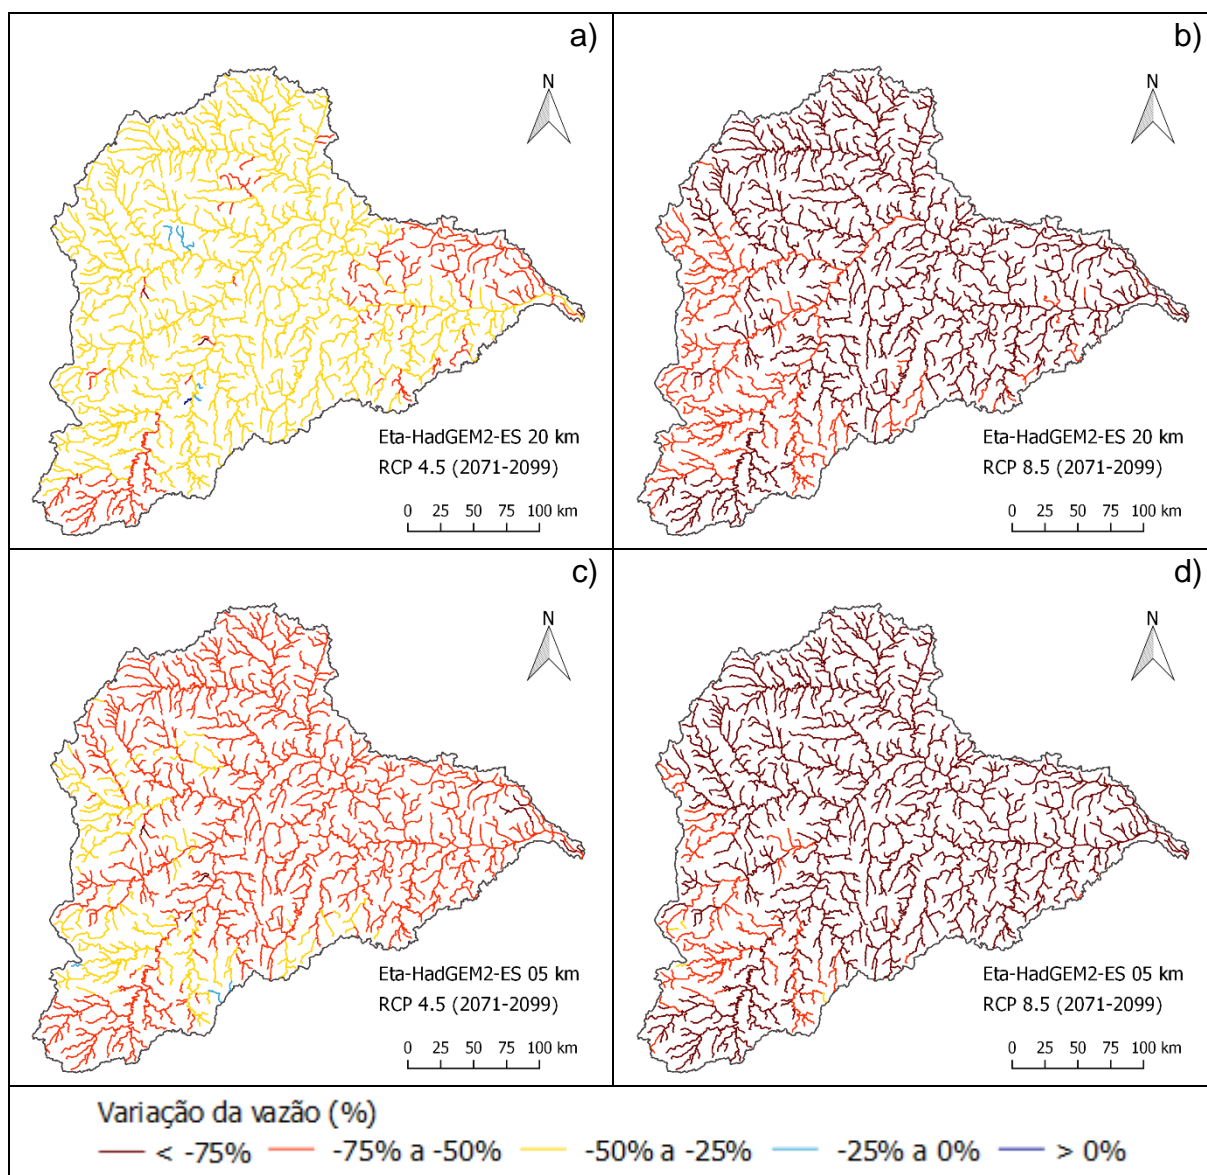 a)
N
Eta-HadGEM2-ES 20 km
RCP 4.5 (2071-2099)
0 25 50 75 100 km
b)
N
Eta-HadGEM2-ES 20 km
RCP 8.5 (2071-2099)
0 25 50 75 100 km
c)
N
Eta-HadGEM2-ES 05 km
RCP 4.5 (2071-2099)
0 25 50 75 100 km
d)
N
Eta-HadGEM2-ES 05 km
RCP 8.5 (2071-2099)
0 25 50 75 100 km
Variação da vazão (%)
< -75% -75% a -50% -50% a -25% -25% a 0% > 0%